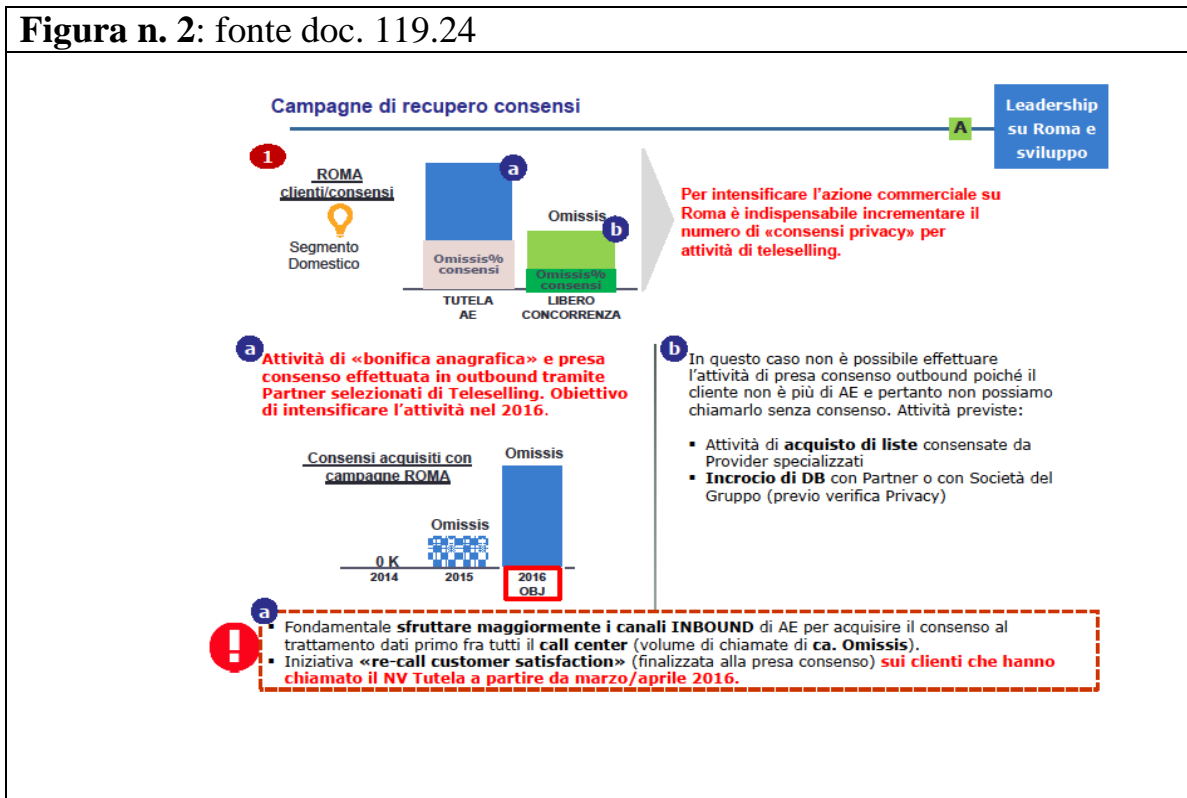 Figura n. 2: fonte doc. 119.24
Campagne di recupero consensi
A
Leadership
su Roma e
sviluppo
1
ROMA
clienti/consensi
Segmento
Domestico
a
Omissis%
consensi
TUTELA
AE
Omissis
b
Omissis%
consensi
LIBERO
CONCORRENZA
Per intensificare l'azione commerciale su
Roma è indispensabile incrementare il
numero di «consensi privacy» per
attività di teleselling.
a
Attività di «bonifica anagrafica» e presa
consenso effettuata in outbound tramite
Partner selezionati di Teleselling. Obiettivo
di intensificare l'attività nel 2016.
Consensi acquisiti con
campagne ROMA
0 K
2014
Omissis
2015
Omissis
2016
OBJ
b
In questo caso non è possibile effettuare
l'attività di presa consenso outbound poiché il
cliente non è più di AE e pertanto non possiamo
chiamarlo senza consenso. Attività previste:
▪ Attività di acquisto di liste consensate da
Provider specializzati
▪ Incrocio di DB con Partner o con Società del
Gruppo (previo verifica Privacy)
a
!
▪ Fondamentale sfruttare maggiormente i canali INBOUND di AE per acquisire il consenso al
trattamento dati primo fra tutti il call center (volume di chiamate di ca. Omissis).
▪ Iniziativa «re-call customer satisfaction» (finalizzata alla presa consenso) sui clienti che hanno
chiamato il NV Tutela a partire da marzo/aprile 2016.